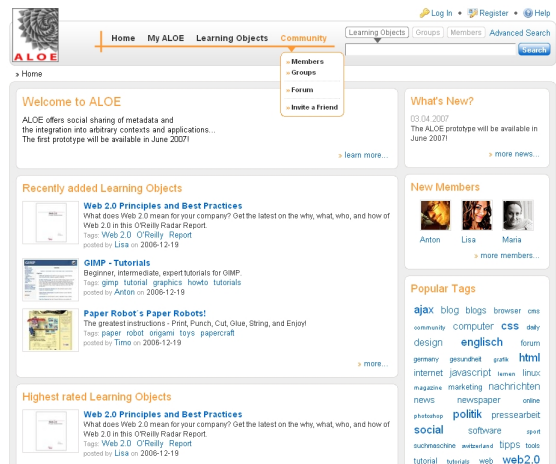 Log In • Register • Help
ALOE
Home My ALOE Learning Objects Community
Learning Objects Groups Members Advanced Search
Search
» Members
» Groups
» Forum
» Invite a Friend
» Home
Welcome to ALOE
ALOE offers social sharing of metadata and
the integration into arbitrary contexts and applications...
The first prototype will be available in June 2007!
» learn more...
What's New?
03.04.2007
The ALOE prototype will be available in
June 2007!
» more news...
Recently added Learning Objects
Web 2.0 Principles and Best Practices
What does Web 2.0 mean for your company? Get the latest on the why, what, who, and how of
Web 2.0 in this O'Reilly Radar Report.
Tags: Web 2.0 O'Reilly Report
posted by Lisa on 2006-12-19
GIMP - Tutorials
Beginner, intermediate, expert tutorials for GIMP.
Tags: gimp tutorial graphics howto tutorials
posted by Anton on 2006-12-19
Paper Robot´s Paper Robots!
The greatest instructions - Print, Punch, Cut, Glue, String, and Enjoy!
Tags: paper robot origami toys papercraft
posted by Timo on 2006-12-19
» more...
New Members
Anton Lisa Maria
» more members...
Popular Tags
ajax blog blogs browser cms
community computer css daily
design englisch forum
germany gesundheit grafik html
internet javascript lernen linux
magazine marketing nachrichten
news newspaper online
photoshop politik pressearbeit
social software sport
suchmaschine switzerland tipps tools
tutorial tutorials web web2.0
Highest rated Learning Objects
Web 2.0 Principles and Best Practices
What does Web 2.0 mean for your company? Get the latest on the why, what, who, and how of
Web 2.0 in this O'Reilly Radar Report.
Tags: Web 2.0 O'Reilly Report
posted by Lisa on 2006-12-19